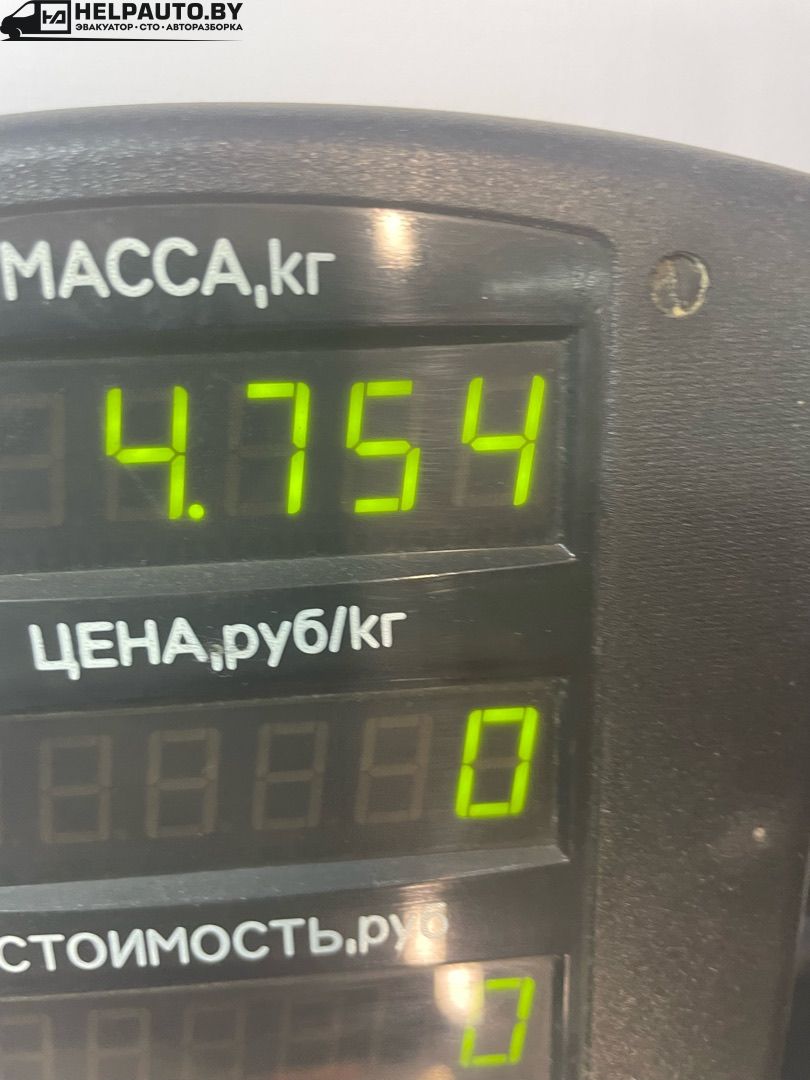 HELPAUTO.BY
ЭВАКУАТОР•СТО•АВТОРАЗБОРКА
МАССА,кг
4.754
ЦЕНА,руб/кг
0
СТОИМОСТЬ,руб
0